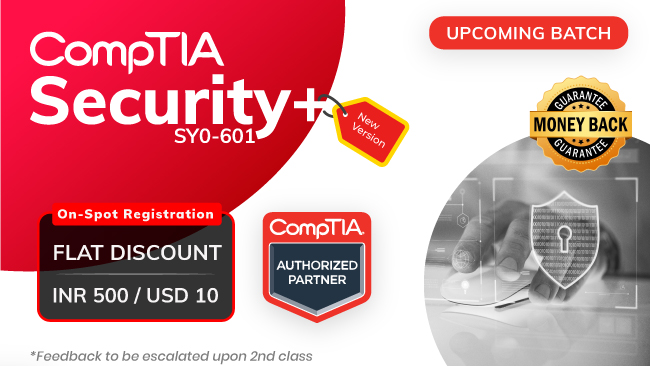 CompTIA
Security+
SY0-601
New
Version
UPCOMING BATCH
GUARANTEE
MONEY BACK
GUARANTEE
On-Spot Registration
FLAT DISCOUNT
INR 500 / USD 10
CompTIA.
AUTHORIZED
PARTNER
*Feedback to be escalated upon 2nd class